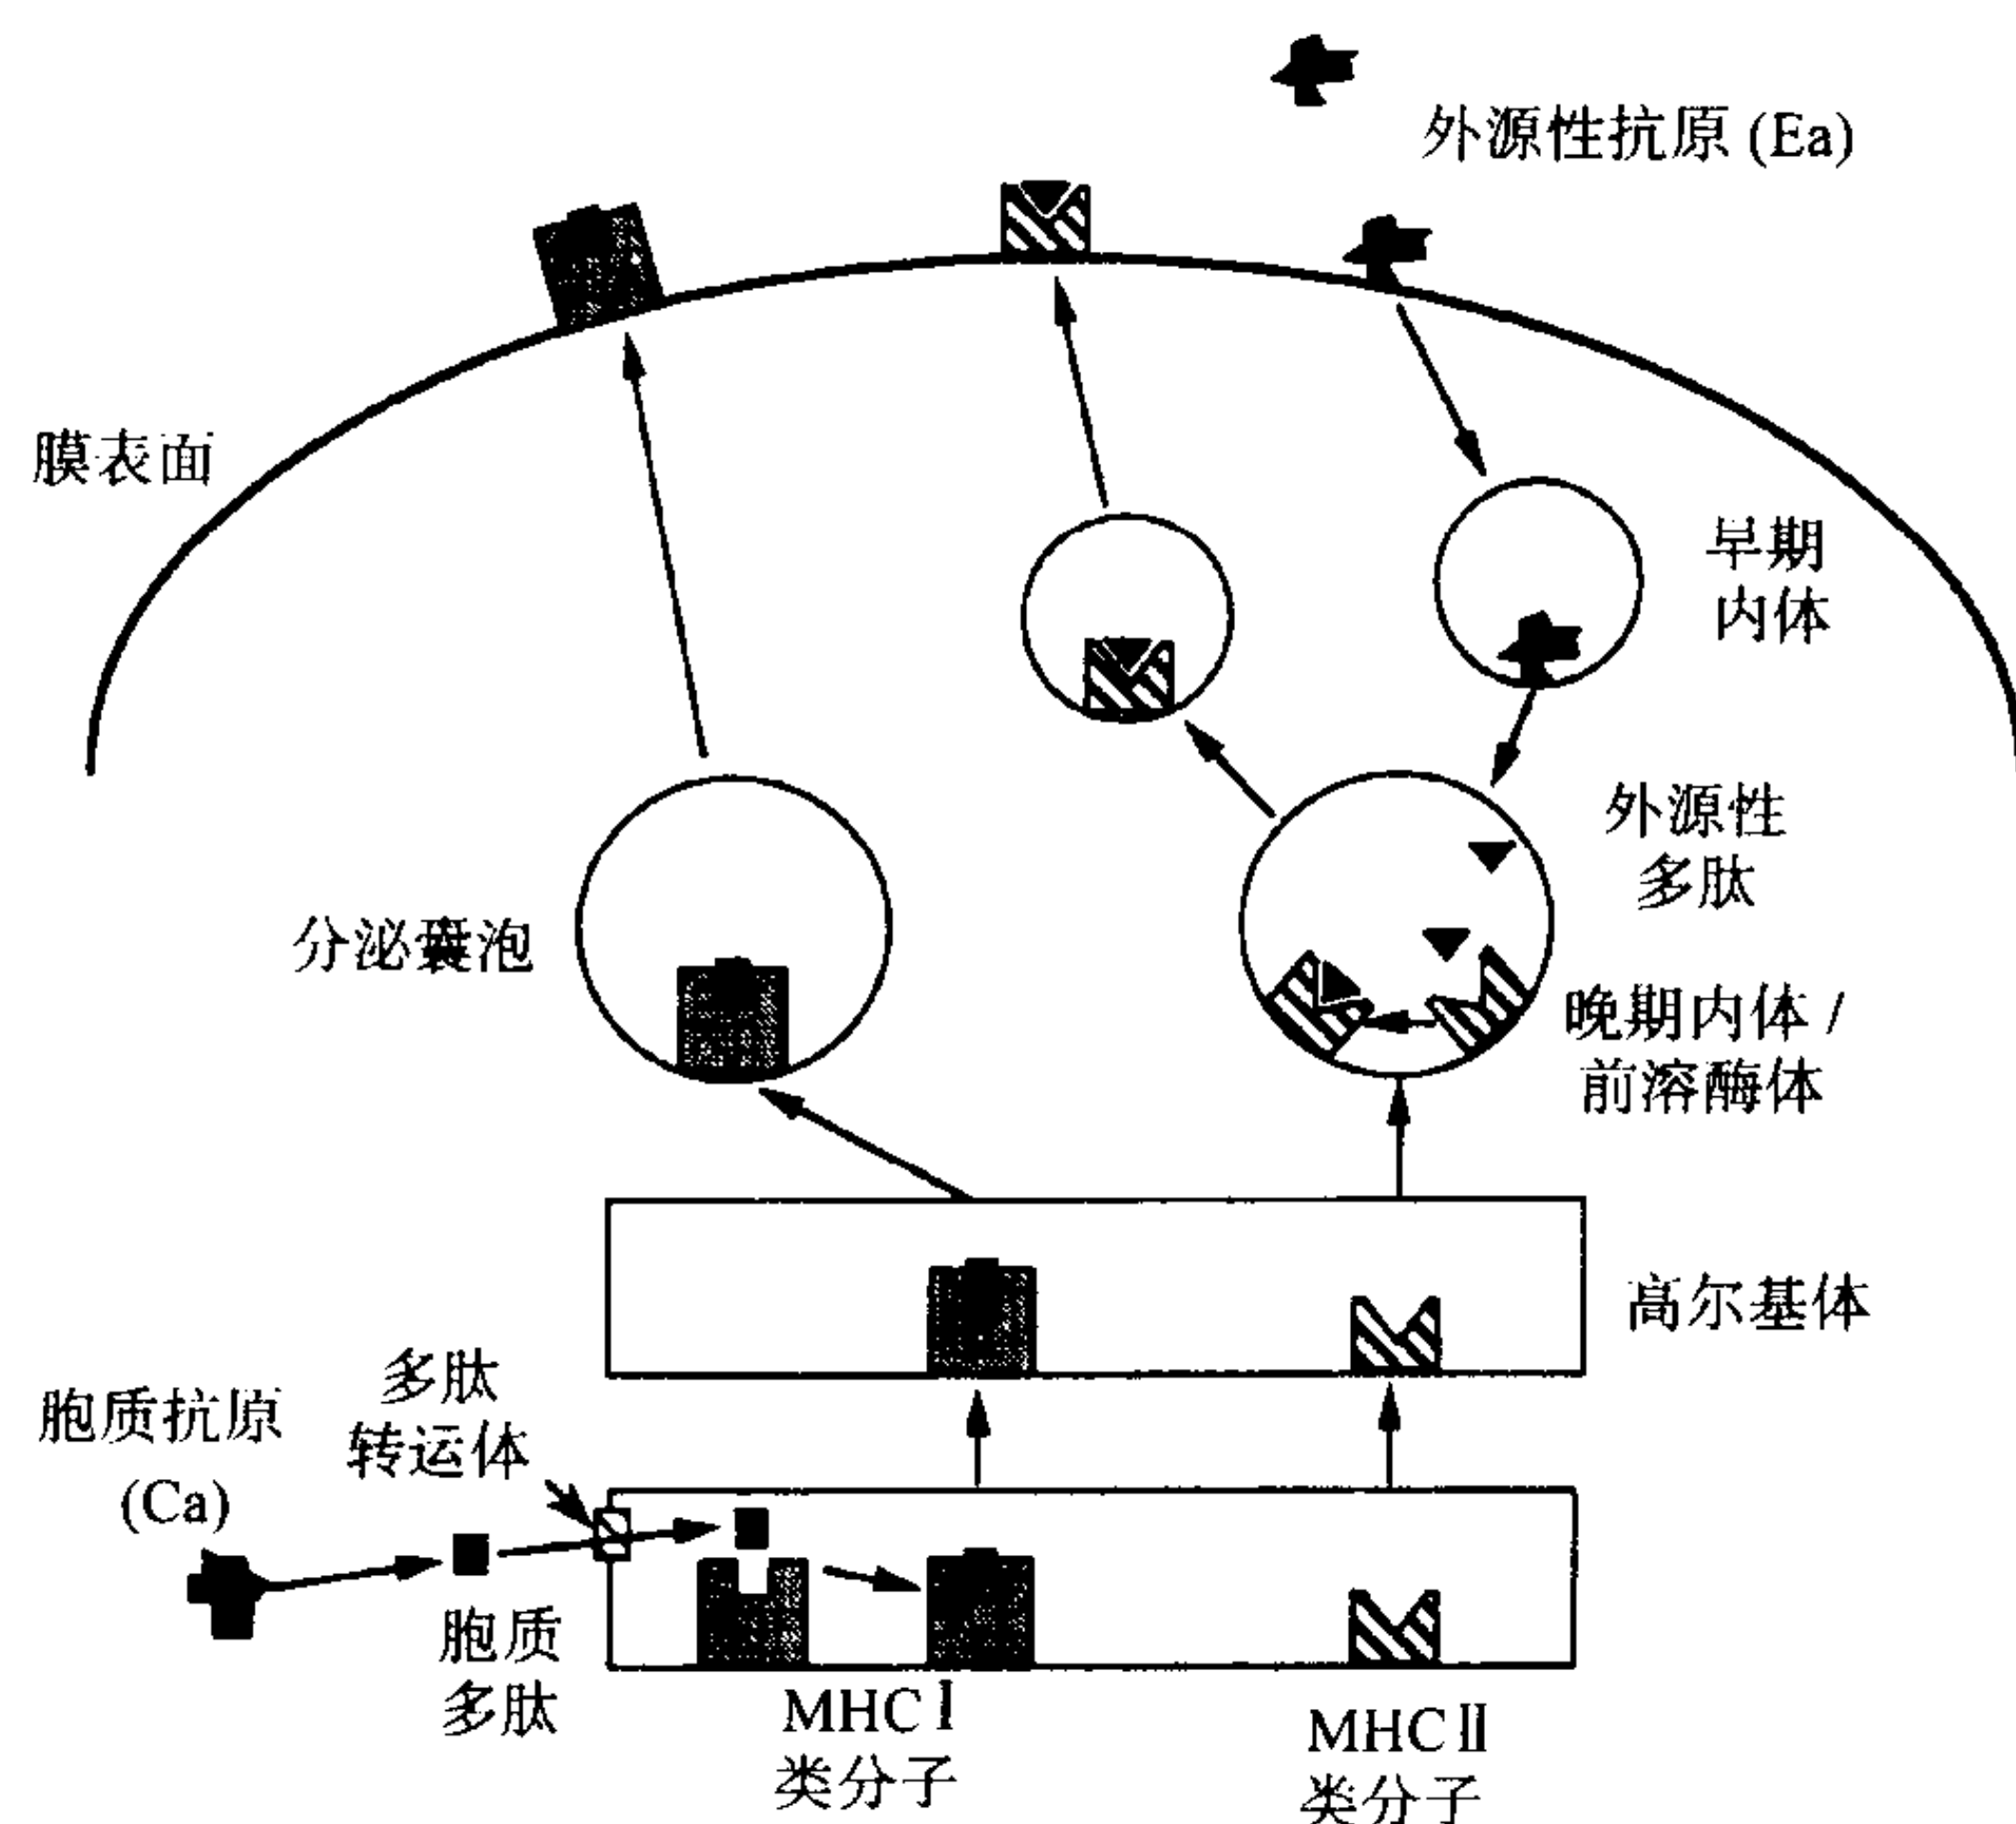 外源性抗原 (Ea)
膜表面
早期
内体
外源性
多肽
分泌囊泡
晚期内体 /
前溶酶体
高尔基体
多肽
转运体
胞质抗原
(Ca)
胞质
多肽
MHC I
类分子
MHC II
类分子